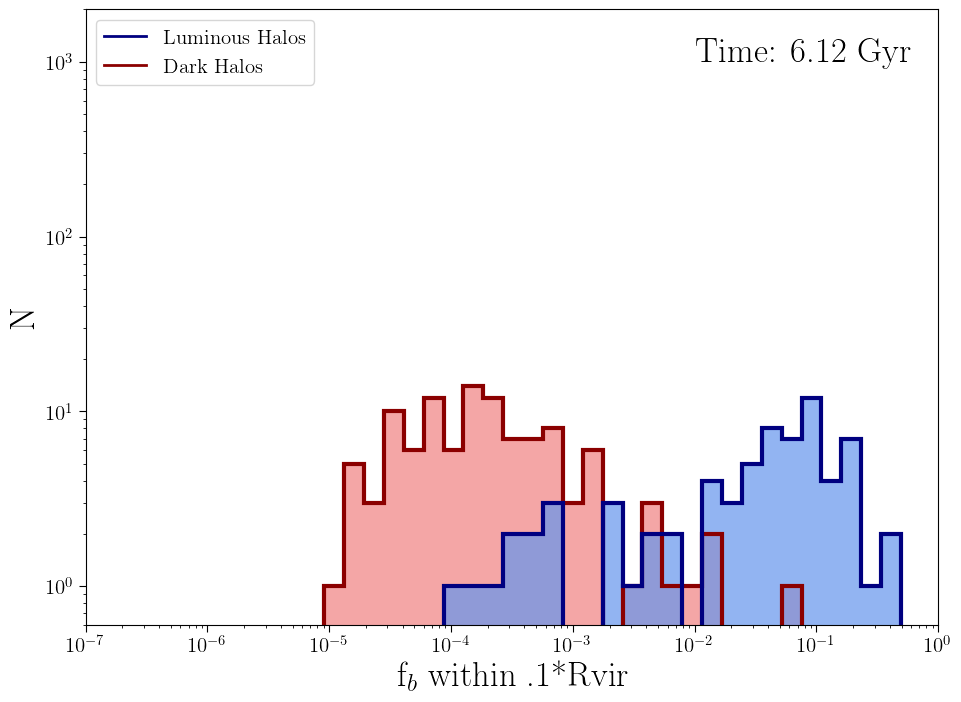 Luminous Halos
Dark Halos
Time: 6.12 Gyr
N
10³
10²
10¹
10⁰
10⁻⁷
10⁻⁶
10⁻⁵
10⁻⁴
10⁻³
10⁻²
10⁻¹
10⁰
f_b within .1*Rvir